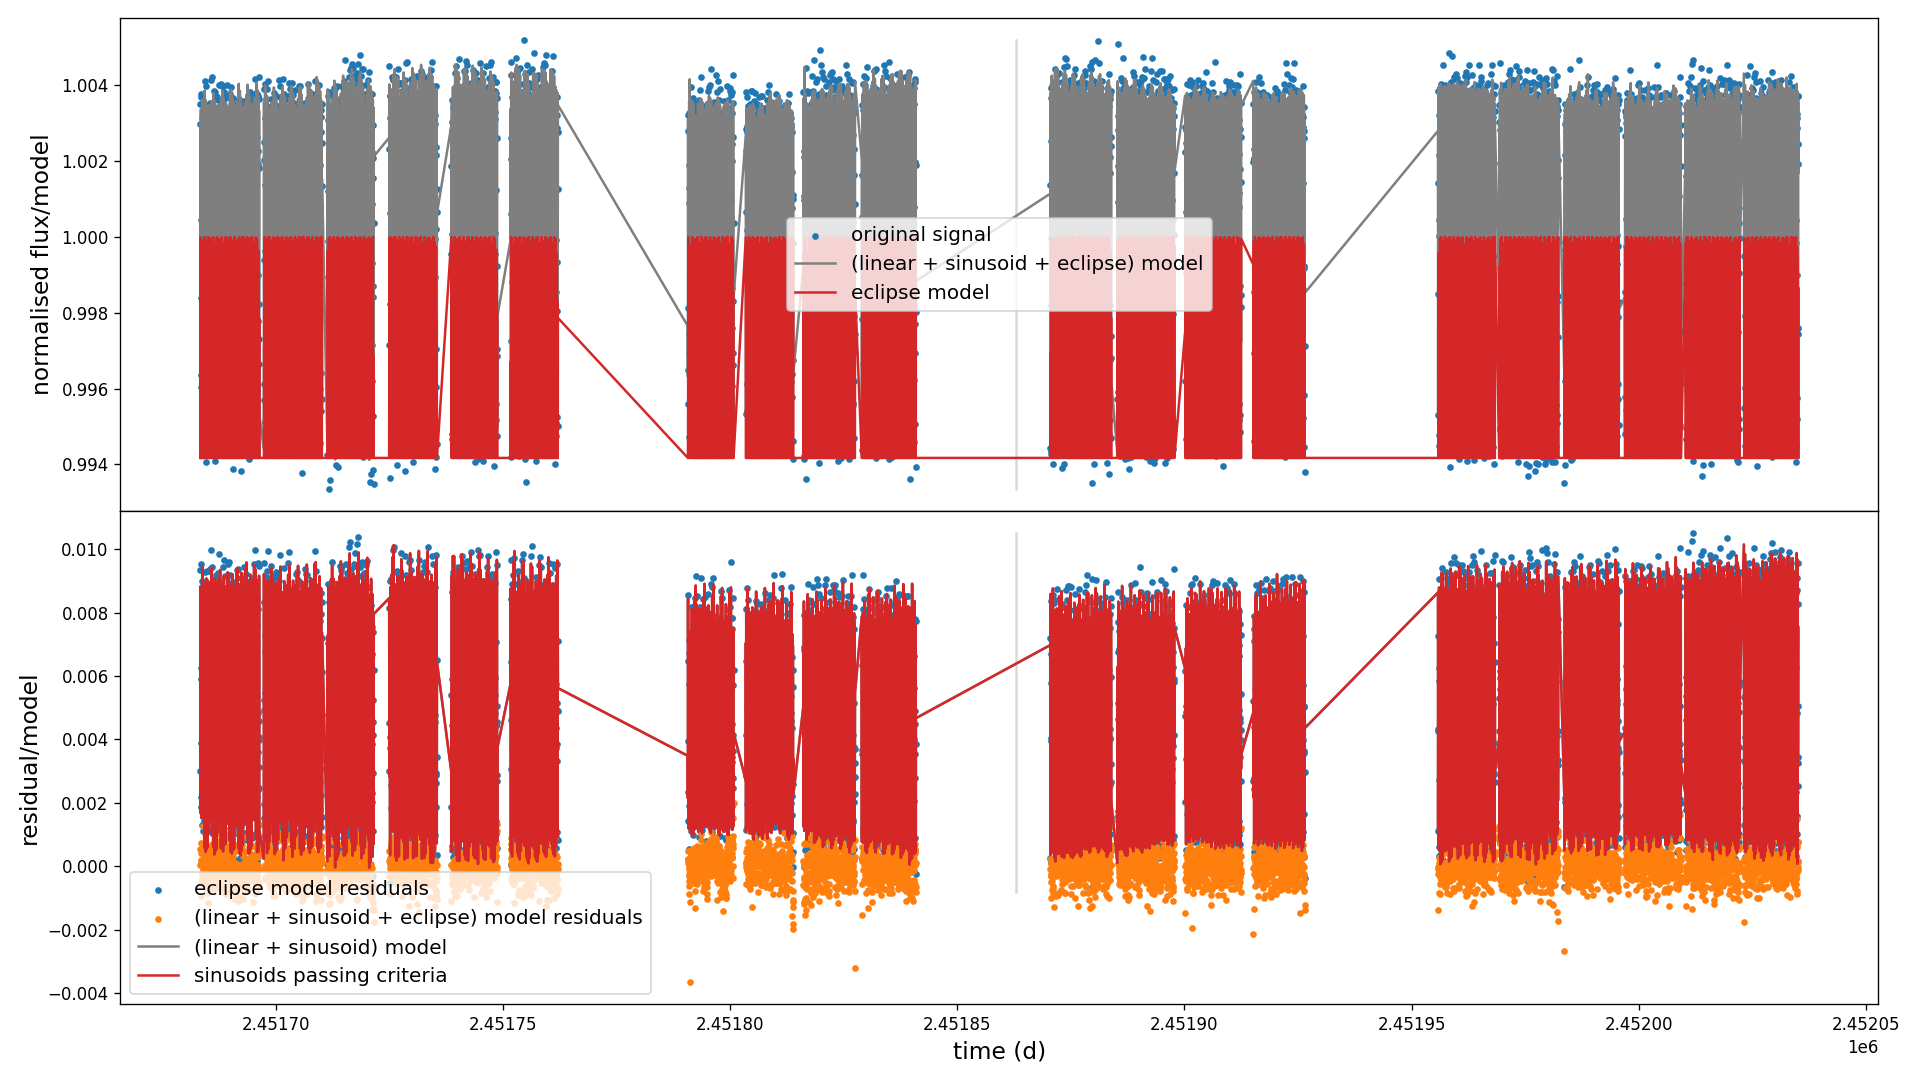 normalised flux/model
1.004
1.002
1.000
0.998
0.996
0.994
original signal
(linear + sinusoid + eclipse) model
eclipse model
residual/model
0.010
0.008
0.006
0.004
0.002
0.000
−0.002
−0.004
eclipse model residuals
(linear + sinusoid + eclipse) model residuals
(linear + sinusoid) model
sinusoids passing criteria
2.45170 2.45175 2.45180 2.45185 2.45190 2.45195 2.45200 2.45205
1e6
time (d)